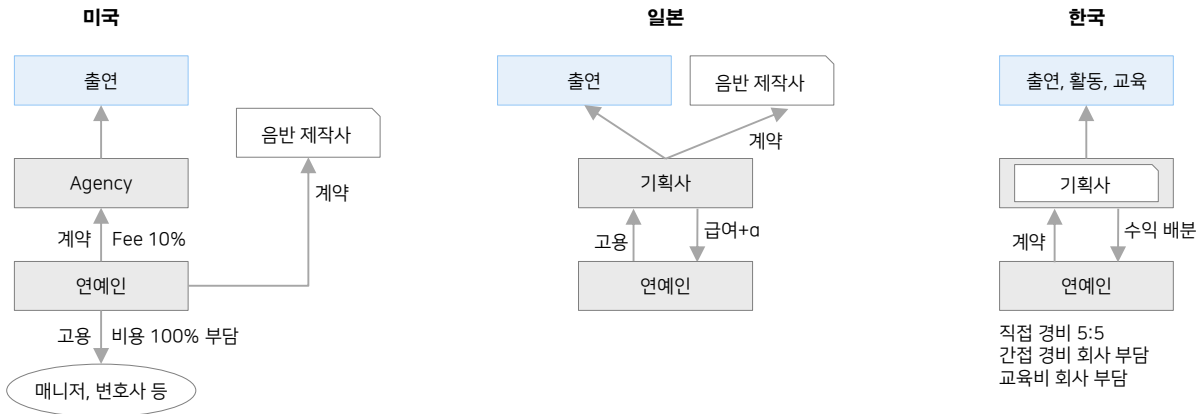 미국
출연
음반 제작사
Agency
계약
계약
Fee 10%
연예인
고용
비용 100% 부담
매니저, 변호사 등
일본
출연
음반 제작사
계약
기획사
고용
급여+α
연예인
한국
출연, 활동, 교육
기획사
계약
수익 배분
연예인
직접 경비 5:5
간접 경비 회사 부담
교육비 회사 부담